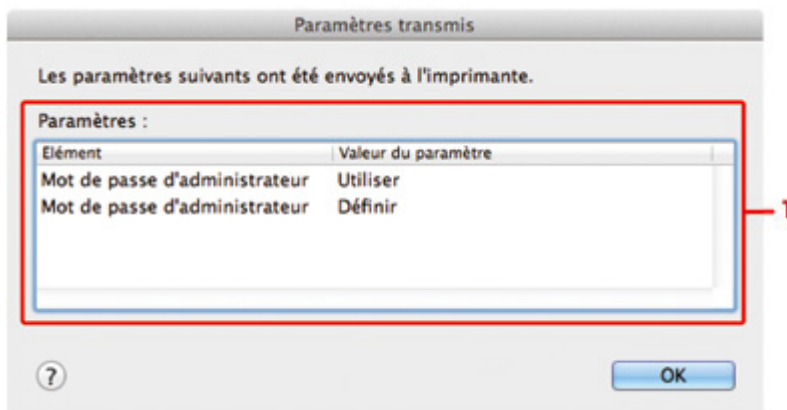 Paramètres transmis
Les paramètres suivants ont été envoyés à l'imprimante.
Paramètres :
Elément Valeur du paramètre
Mot de passe d'administrateur Utiliser
Mot de passe d'administrateur Définir
1
? OK